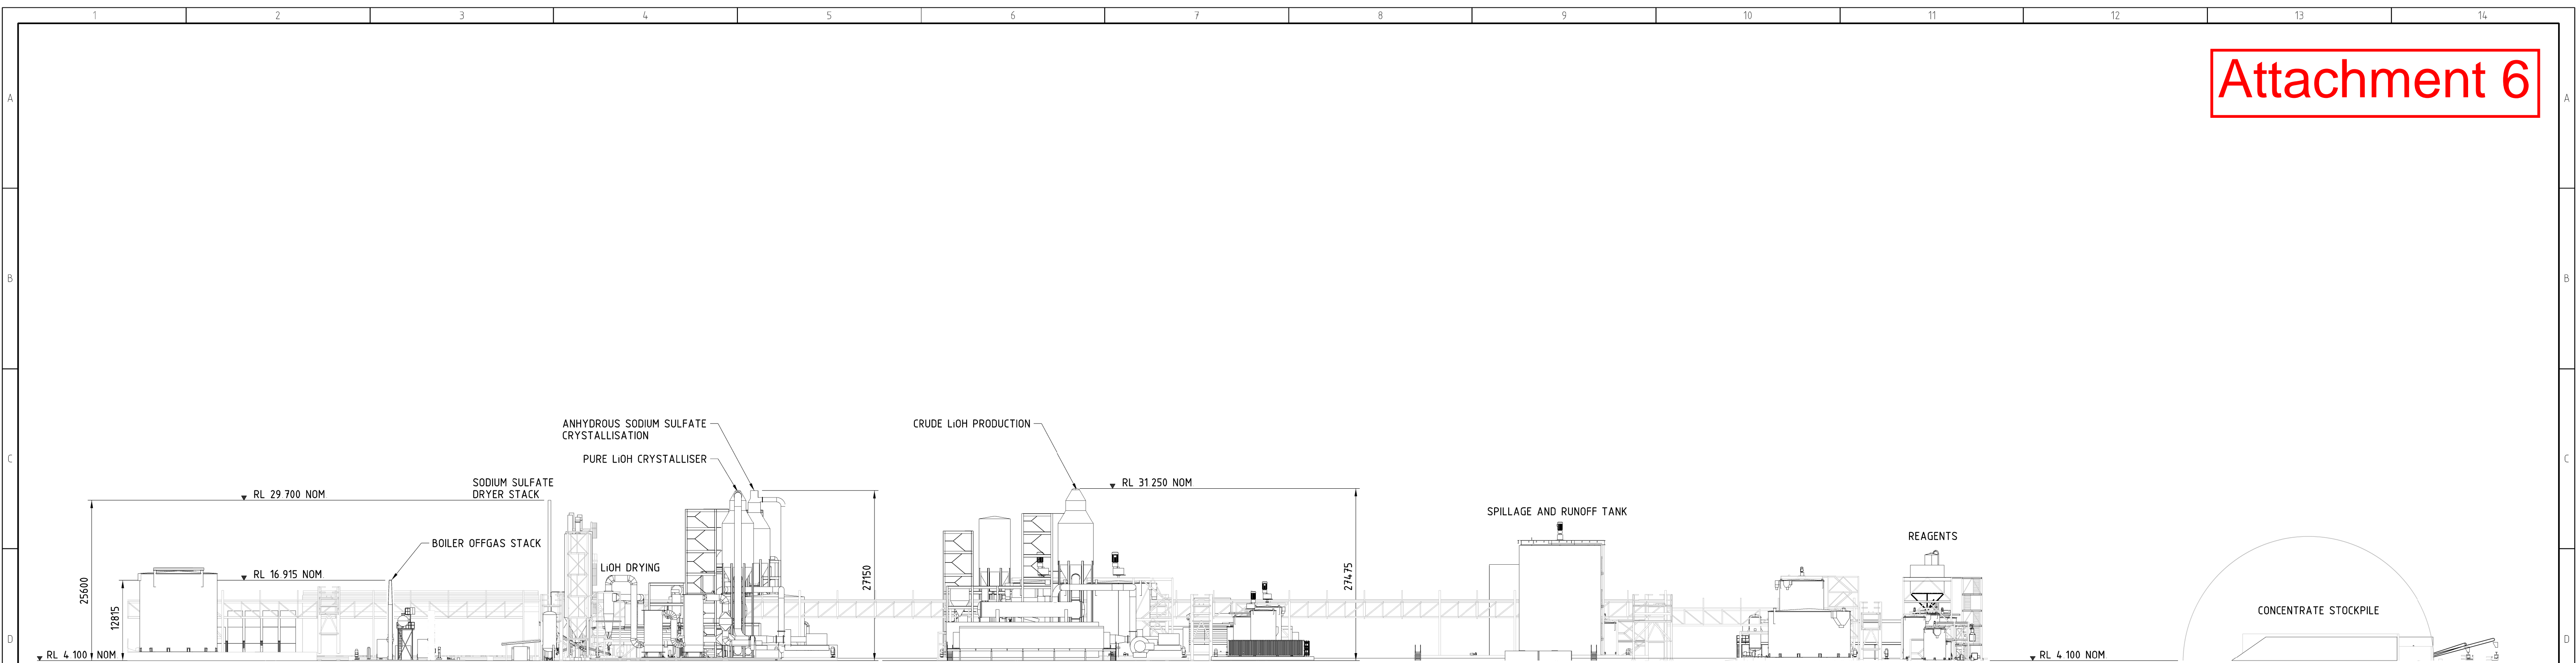 1 2 3 4 5 6 7 8 9 10 11 12 13 14
Attachment 6
A A
B B
ANHYDROUS SODIUM SULFATE
CRYSTALLISATION
CRUDE LiOH PRODUCTION
C C
PURE LiOH CRYSTALLISER
SODIUM SULFATE
DRYER STACK
RL 29 700 NOM
RL 31 250 NOM
SPILLAGE AND RUNOFF TANK
REAGENTS
BOILER OFFGAS STACK
LiOH DRYING
RL 16 915 NOM
25600
12815
27150
27475
CONCENTRATE STOCKPILE
D D
RL 4 100 NOM
RL 4 100 NOM